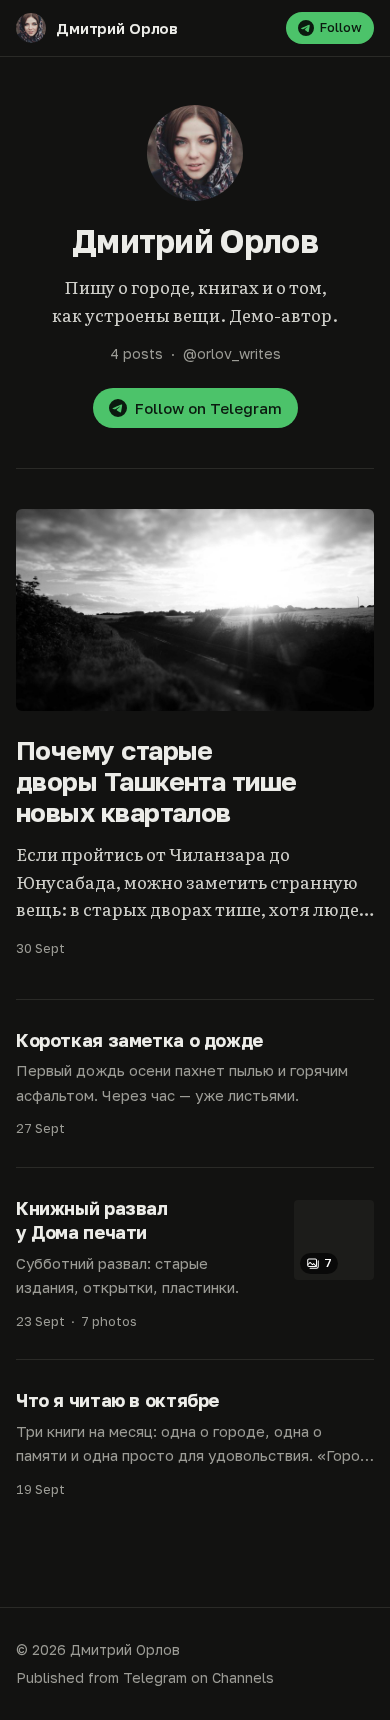 Дмитрий Орлов
Follow
Дмитрий Орлов
Пишу о городе, книгах и о том,
как устроены вещи. Демо-автор.
4 posts · @orlov_writes
Follow on Telegram
Почему старые
дворы Ташкента тише
новых кварталов
Если пройтись от Чиланзара до
Юнусабада, можно заметить странную
вещь: в старых дворах тише, хотя люде…
30 Sept
Короткая заметка о дожде
Первый дождь осени пахнет пылью и горячим
асфальтом. Через час — уже листьями.
27 Sept
Книжный развал
у Дома печати
Субботний развал: старые
издания, открытки, пластинки.
7
23 Sept · 7 photos
Что я читаю в октябре
Три книги на месяц: одна о городе, одна о
памяти и одна просто для удовольствия. «Горо…
19 Sept
© 2026 Дмитрий Орлов
Published from Telegram on Channels